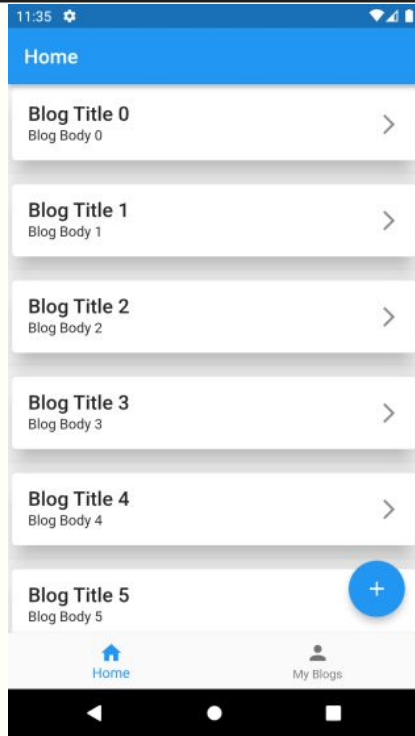 11:35
Home
Blog Title 0
Blog Body 0
Blog Title 1
Blog Body 1
Blog Title 2
Blog Body 2
Blog Title 3
Blog Body 3
Blog Title 4
Blog Body 4
Blog Title 5
Blog Body 5
+
Home
My Blogs